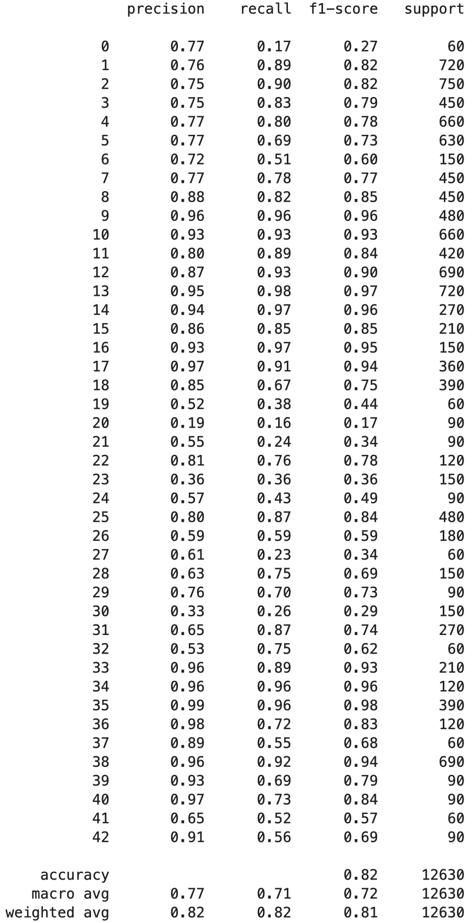 precision recall f1-score support
0 0.77 0.17 0.27 60
1 0.76 0.89 0.82 720
2 0.75 0.90 0.82 750
3 0.75 0.83 0.79 450
4 0.77 0.80 0.78 660
5 0.77 0.69 0.73 630
6 0.72 0.51 0.60 150
7 0.77 0.78 0.77 450
8 0.88 0.82 0.85 450
9 0.96 0.96 0.96 480
10 0.93 0.93 0.93 660
11 0.80 0.89 0.84 420
12 0.87 0.93 0.90 690
13 0.95 0.98 0.97 720
14 0.94 0.97 0.96 270
15 0.86 0.85 0.85 210
16 0.93 0.97 0.95 150
17 0.97 0.91 0.94 360
18 0.85 0.67 0.75 390
19 0.52 0.38 0.44 60
20 0.19 0.16 0.17 90
21 0.55 0.24 0.34 90
22 0.81 0.76 0.78 120
23 0.36 0.36 0.36 150
24 0.57 0.43 0.49 90
25 0.80 0.87 0.84 480
26 0.59 0.59 0.59 180
27 0.61 0.23 0.34 60
28 0.63 0.75 0.69 150
29 0.76 0.70 0.73 90
30 0.33 0.26 0.29 150
31 0.65 0.87 0.74 270
32 0.53 0.75 0.62 60
33 0.96 0.89 0.93 210
34 0.96 0.96 0.96 120
35 0.99 0.96 0.98 390
36 0.98 0.72 0.83 120
37 0.89 0.55 0.68 60
38 0.96 0.92 0.94 690
39 0.93 0.69 0.79 90
40 0.97 0.73 0.84 90
41 0.65 0.52 0.57 60
42 0.91 0.56 0.69 90
accuracy 0.82 12630
macro avg 0.77 0.71 0.72 12630
weighted avg 0.82 0.82 0.81 12630